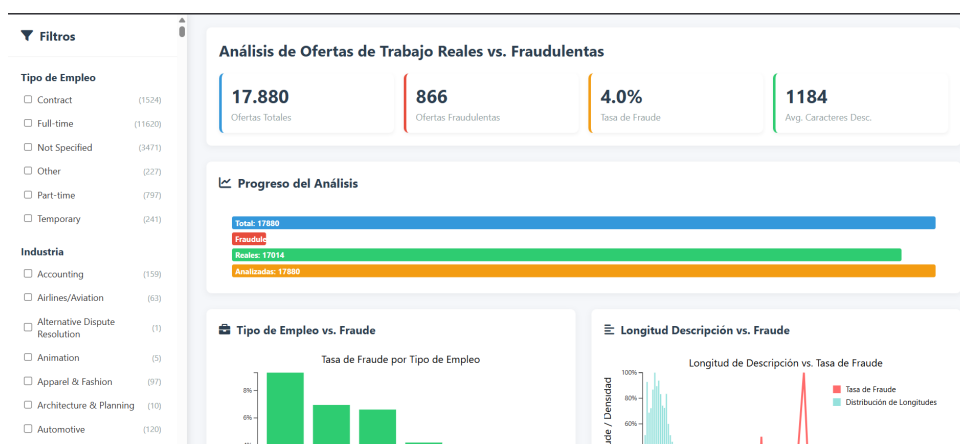 Filtros
Tipo de Empleo
Contract (1524)
Full-time (11620)
Not Specified (3471)
Other (227)
Part-time (797)
Temporary (241)
Industria
Accounting (159)
Airlines/Aviation (63)
Alternative Dispute
Resolution (1)
Animation (5)
Apparel & Fashion (97)
Architecture & Planning (10)
Automotive (120)
Análisis de Ofertas de Trabajo Reales vs. Fraudulentas
17.880
Ofertas Totales
866
Ofertas Fraudulentas
4.0%
Tasa de Fraude
1184
Avg. Caracteres Desc.
Progreso del Análisis
Total: 17880
Fraudule
Reales: 17014
Analizadas: 17880
Tipo de Empleo vs. Fraude
Tasa de Fraude por Tipo de Empleo
8%
6%
Longitud Descripción vs. Fraude
Longitud de Descripción vs. Tasa de Fraude
100%
80%
60%
Tasa de Fraude
Distribución de Longitudes
ude / Densidad